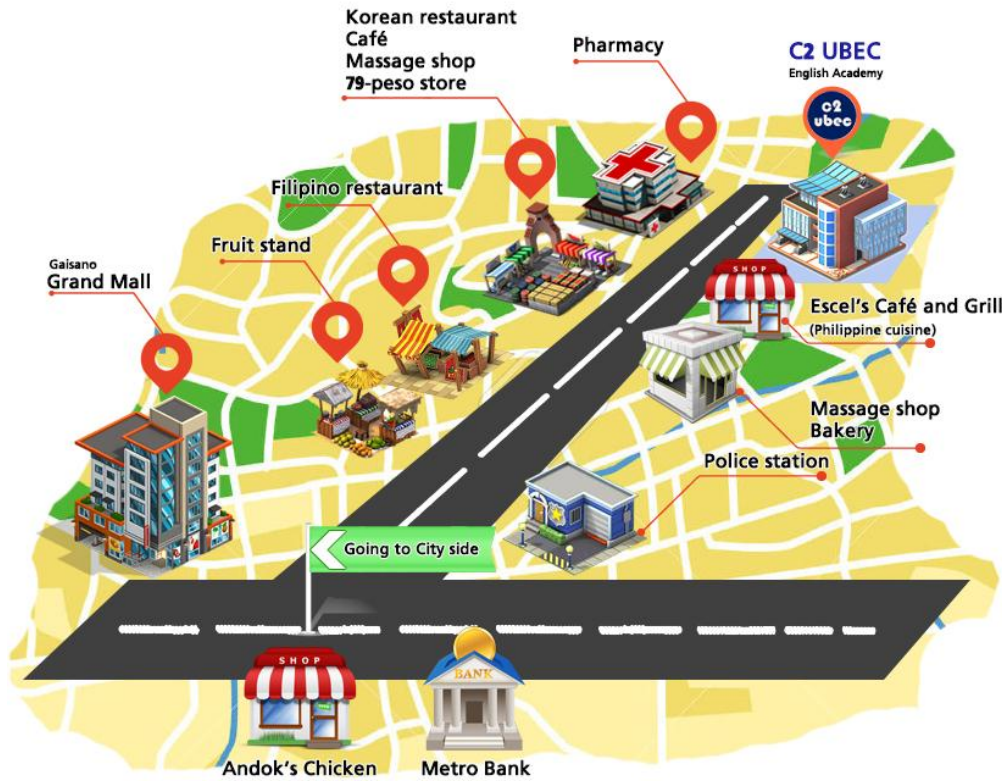 Korean restaurant
Café
Massage shop
79-peso store
Pharmacy
C2 UBEC
English Academy
c2
ubec
Filipino restaurant
Fruit stand
Gaisano
Grand Mall
SHOP
Escel's Café and Grill
(Philippine cuisine)
Massage shop
Bakery
Police station
Going to City side
SHOP
BANK
Andok's Chicken
Metro Bank